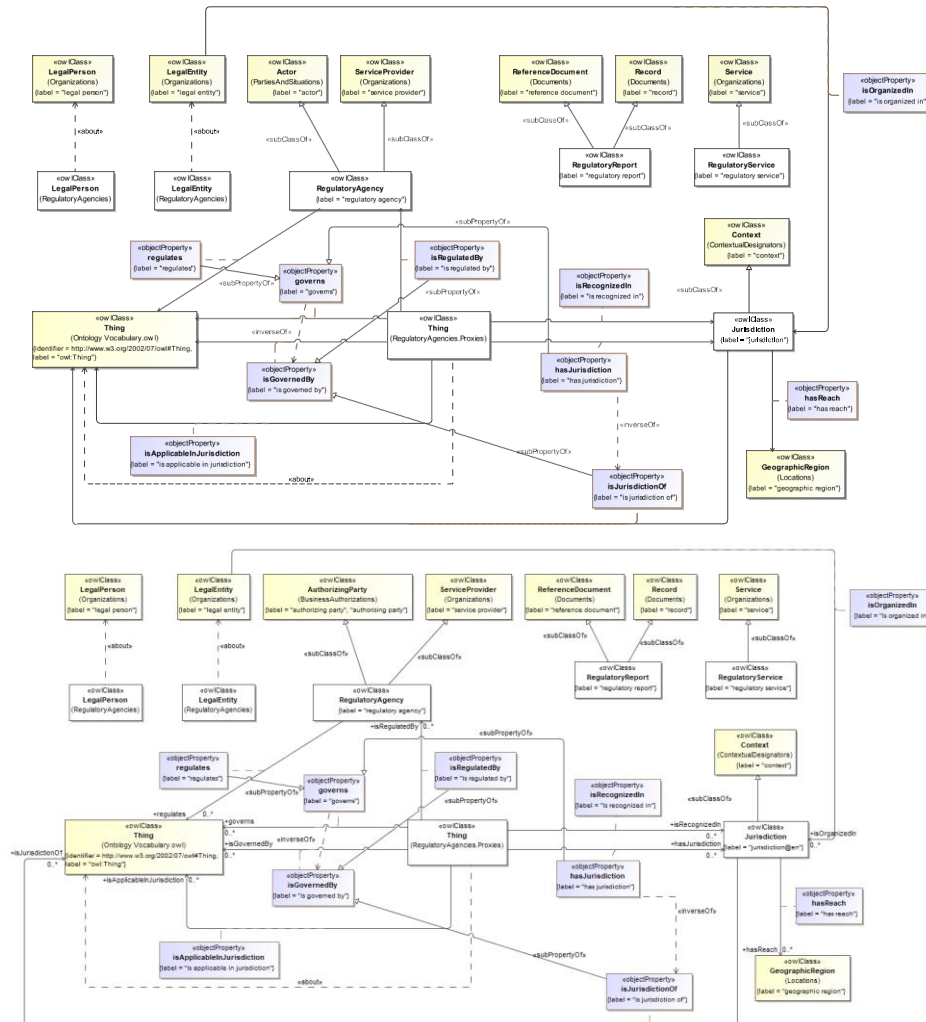 «owlClass»
LegalPerson
(Organizations)
{label = "legal person"}
«owlClass»
LegalEntity
(Organizations)
{label = "legal entity"}
«owlClass»
Actor
(PartiesAndSituations)
{label = "actor"}
«owlClass»
ServiceProvider
(Organizations)
{label = "service provider"}
«owlClass»
ReferenceDocument
(Documents)
{label = "reference document"}
«owlClass»
Record
(Documents)
{label = "record"}
«owlClass»
Service
(Organizations)
{label = "service"}
«objectProperty»
isOrganizedIn
{label = "is organized in"}
«about»
«about»
«subClassOf»
«subClassOf»
«subClassOf»
«subClassOf»
«owlClass»
LegalPerson
(RegulatoryAgencies)
«owlClass»
LegalEntity
(RegulatoryAgencies)
«owlClass»
RegulatoryAgency
{label = "regulatory agency"}
«owlClass»
RegulatoryReport
{label = "regulatory report"}
«owlClass»
RegulatoryService
{label = "regulatory service"}
«subPropertyOf»
«owlClass»
Context
(ContextualDesignators)
{label = "context"}
«objectProperty»
regulates
{label = "regulates"}
«objectProperty»
governs
{label = "governs"}
«objectProperty»
isRegulatedBy
{label = "is regulated by"}
«objectProperty»
isRecognizedIn
{label = "is recognized in"}
«subPropertyOf»
«subPropertyOf»
«subClassOf»
«owlClass»
Thing
(Ontology Vocabulary.owl)
{identifier = http://www.w3.org/2002/07/owl#Thing,
label = "owl:Thing"}
«inverseOf»
«owlClass»
Thing
(RegulatoryAgencies.Proxies)
«owlClass»
Jurisdiction
{label = "jurisdiction"}
«objectProperty»
isGovernedBy
{label = "is governed by"}
«objectProperty»
hasJurisdiction
{label = "has jurisdiction"}
«objectProperty»
hasReach
{label = "has reach"}
«inverseOf»
«objectProperty»
isApplicableInJurisdiction
{label = "is applicable in jurisdiction"}
«subPropertyOf»
«owlClass»
GeographicRegion
(Locations)
{label = "geographic region"}
«about»
«objectProperty»
isJurisdictionOf
{label = "is jurisdiction of"}
«owlClass»
LegalPerson
(Organizations)
{label = "legal person"}
«owlClass»
LegalEntity
(Organizations)
{label = "legal entity"}
«owlClass»
AuthorizingParty
(BusinessAuthorizations)
{label = "authorizing party", "authorising party"}
«owlClass»
ServiceProvider
(Organizations)
{label = "service provider"}
«owlClass»
ReferenceDocument
(Documents)
{label = "reference document"}
«owlClass»
Record
(Documents)
{label = "record"}
«owlClass»
Service
(Organizations)
{label = "service"}
«objectProperty»
isOrganizedIn
{label = "is organized in"}
«about»
«about»
«subClassOf»
«subClassOf»
«subClassOf»
«subClassOf»
«owlClass»
LegalPerson
(RegulatoryAgencies)
«owlClass»
LegalEntity
(RegulatoryAgencies)
«owlClass»
RegulatoryAgency
{label = "regulatory agency"}
«owlClass»
RegulatoryReport
{label = "regulatory report"}
«owlClass»
RegulatoryService
{label = "regulatory service"}
+isRegulatedBy 0..*
«subPropertyOf»
«owlClass»
Context
(ContextualDesignators)
{label = "context"}
«objectProperty»
regulates
{label = "regulates"}
«objectProperty»
governs
{label = "governs"}
«objectProperty»
isRegulatedBy
{label = "is regulated by"}
«objectProperty»
isRecognizedIn
{label = "is recognized in"}
«subPropertyOf»
«subPropertyOf»
«subClassOf»
+regulates 0..*
«owlClass»
Thing
(Ontology Vocabulary.owl)
{identifier = http://www.w3.org/2002/07/owl#Thing,
label = "owl:Thing"}
+governs
0..*
+isGovernedBy
0..*
«inverseOf»
«owlClass»
Thing
(RegulatoryAgencies.Proxies)
+isRecognizedIn
0..*
+hasJurisdiction
0..*
«owlClass»
Jurisdiction
{label = "jurisdiction@en"}
+isOrganizedIn
0..*
+isJurisdictionOf
0..*
+isApplicableInJurisdiction 0..*
«objectProperty»
isGovernedBy
{label = "is governed by"}
«objectProperty»
hasJurisdiction
{label = "has jurisdiction"}
«objectProperty»
hasReach
{label = "has reach"}
«inverseOf»
«objectProperty»
isApplicableInJurisdiction
{label = "is applicable in jurisdiction"}
«subPropertyOf»
+hasReach 0..*
«owlClass»
GeographicRegion
(Locations)
{label = "geographic region"}
«about»
«objectProperty»
isJurisdictionOf
{label = "is jurisdiction of"}